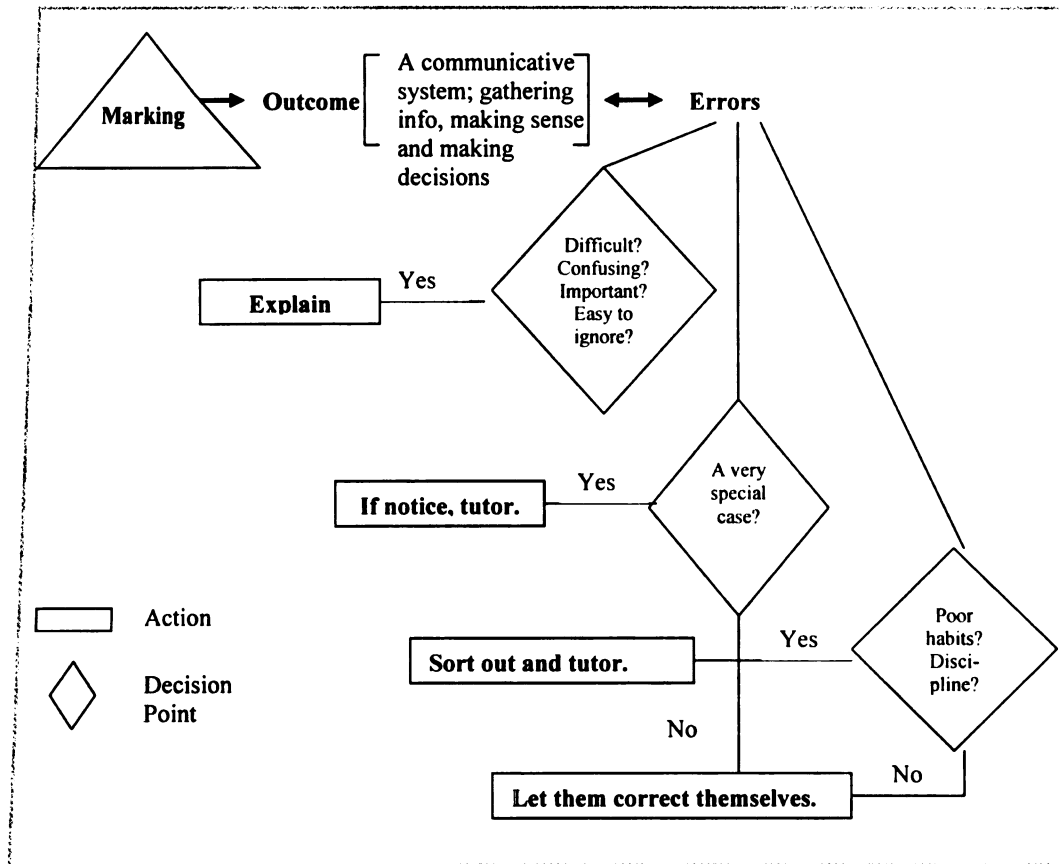 Marking
Outcome
A communicative
system; gathering
info, making sense
and making
decisions
Errors
Difficult?
Confusing?
Important?
Easy to
ignore?
Yes
Explain
A very
special
case?
Yes
If notice, tutor.
Poor
habits?
Disci-
pline?
Yes
Sort out and tutor.
Action
Decision
Point
No
No
Let them correct themselves.